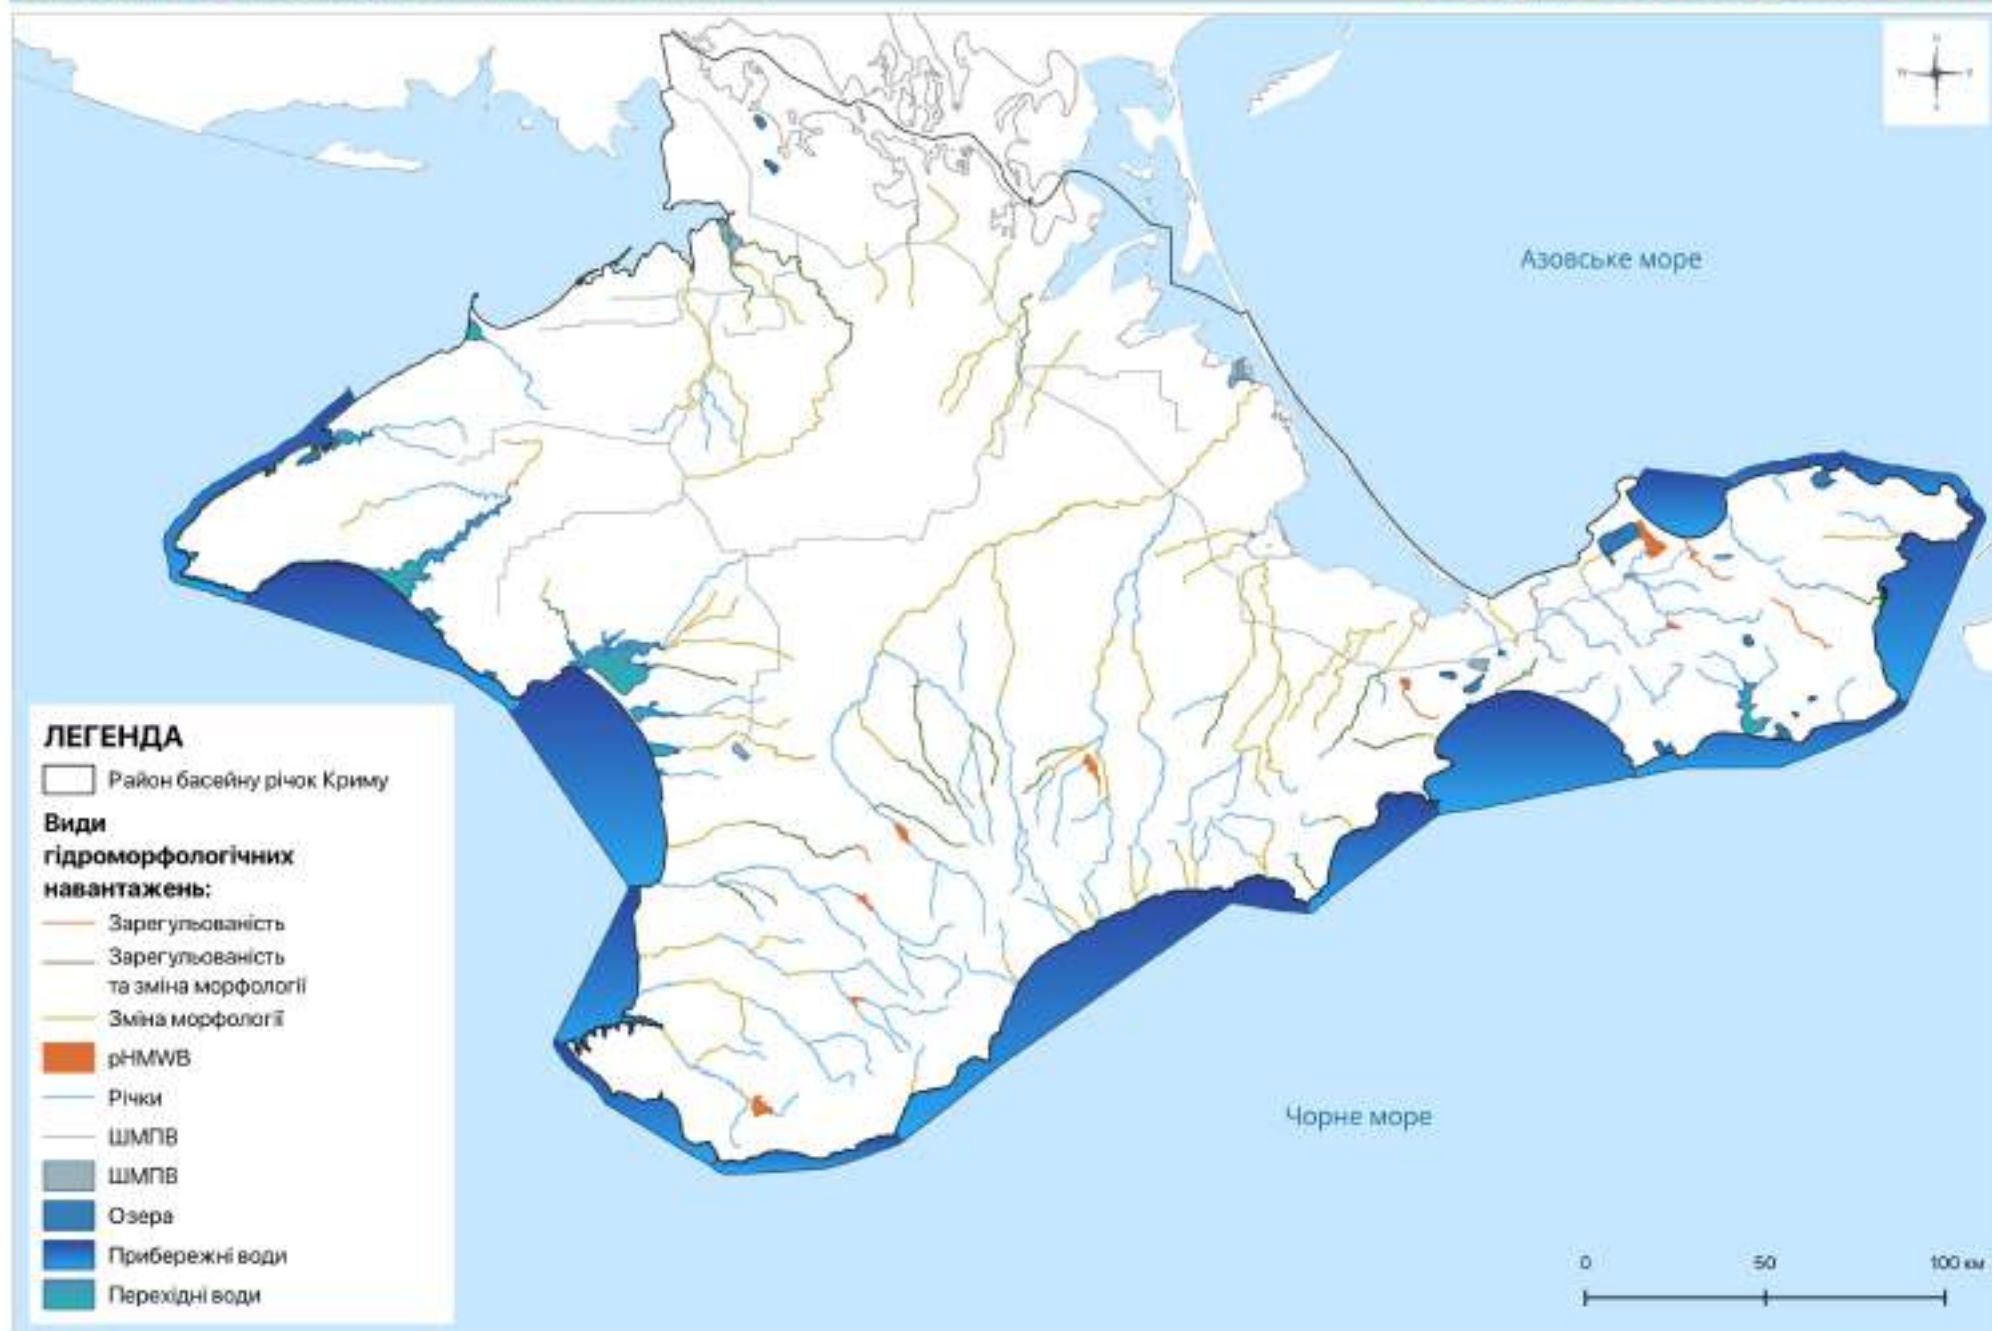 N
W E
S
Азовське море
ЛЕГЕНДА
Район басейну річок Криму
Види
гідроморфологічних
навантажень:
Зарегульованість
Зарегульованість
та зміна морфології
Зміна морфології
pHMWB
Річки
ШМПВ
ШМПВ
Озера
Прибережні води
Перехідні води
Чорне море
0 50 100 км